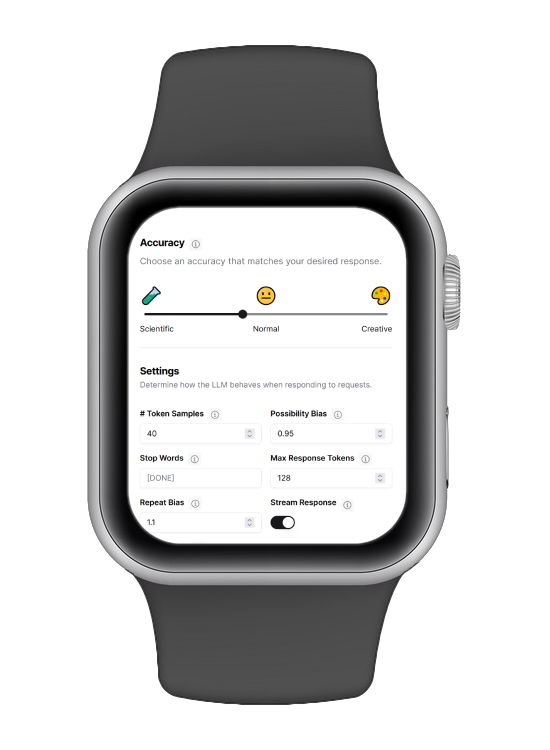 Accuracy
Choose an accuracy that matches your desired response.
Scientific Normal Creative
Settings
Determine how the LLM behaves when responding to requests.
# Token Samples Possibility Bias
40 0.95
Stop Words Max Response Tokens
[DONE] 128
Repeat Bias Stream Response
1.1